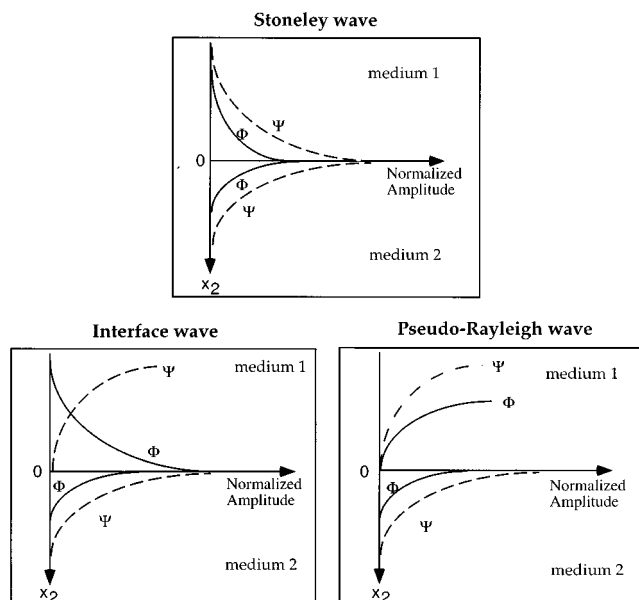 Stoneley wave
medium 1
Ψ
Φ
0
Normalized
Amplitude
Φ
Ψ
medium 2
x2
Interface wave
Ψ
medium 1
Φ
0
Φ
Normalized
Amplitude
Ψ
medium 2
x2
Pseudo-Rayleigh wave
Ψ
medium 1
Φ
0
Φ
Normalized
Amplitude
Ψ
medium 2
x2